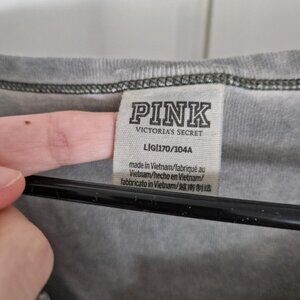 PINK
VICTORIA'S SECRET
L|G|170/104A
made in Vietnam/fabriqué au
Vietnam/hecho en Vietnam/
fabbricato in Vietnam/越南制造